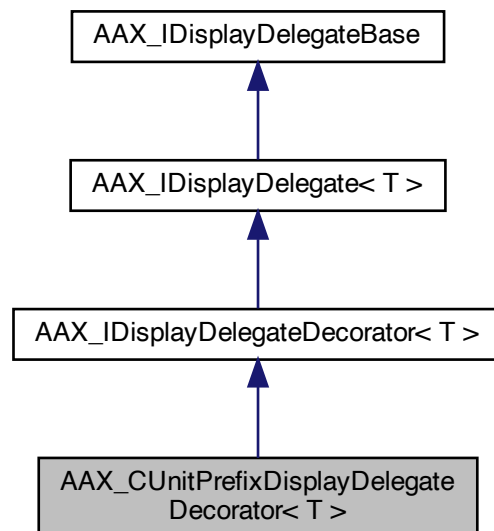 AAX_IDisplayDelegateBase
AAX_IDisplayDelegate< T >
AAX_IDisplayDelegateDecorator< T >
AAX_CUnitPrefixDisplayDelegate
Decorator< T >